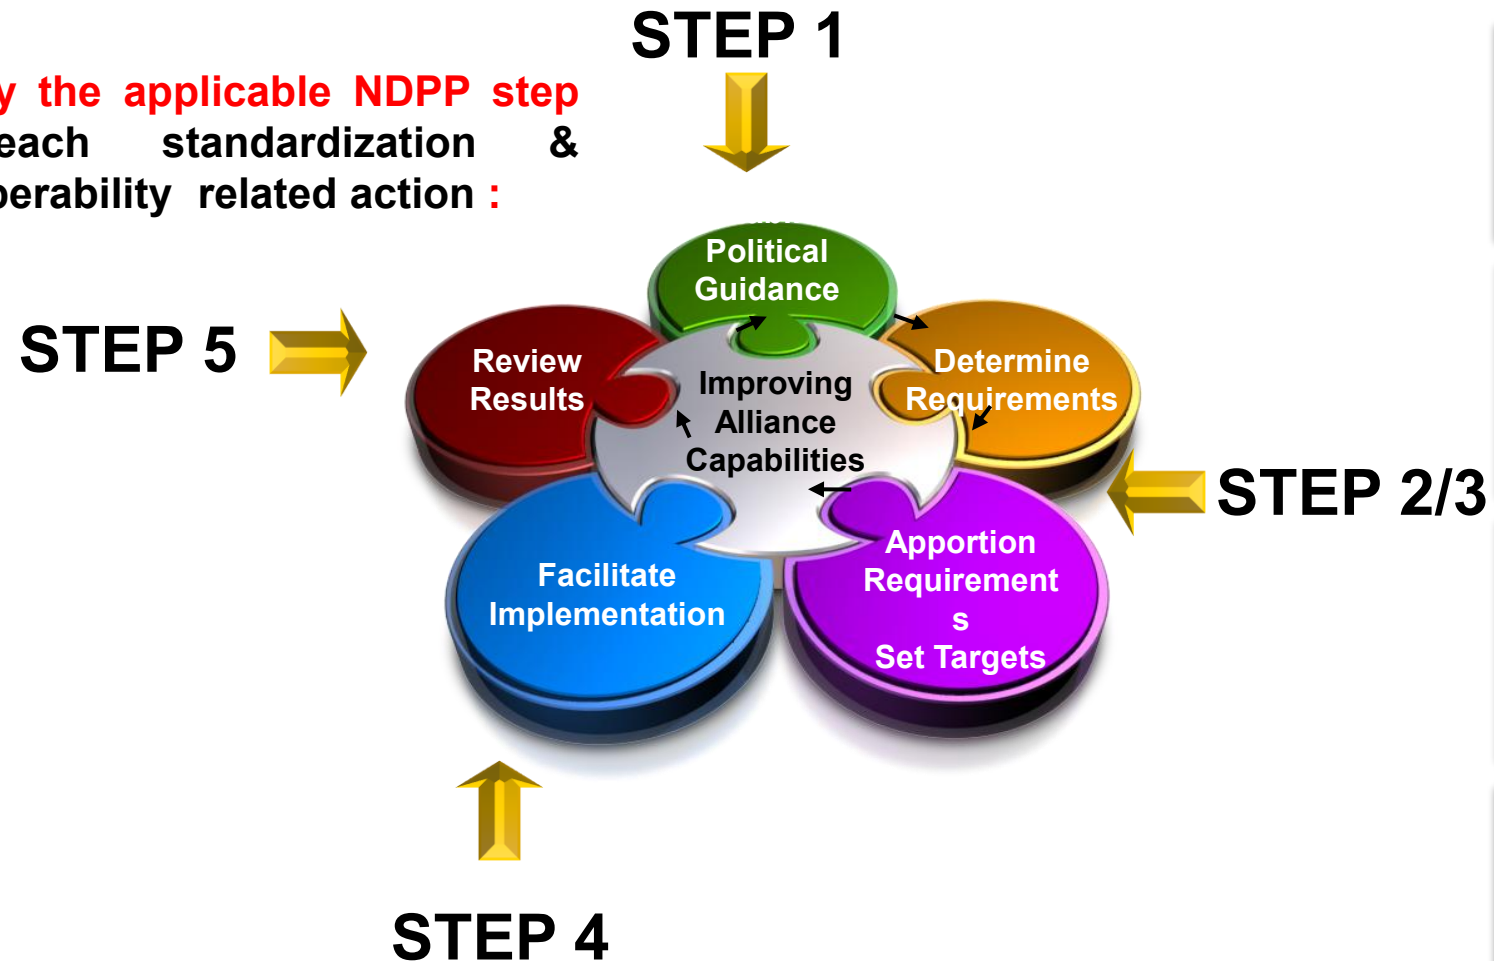 STEP 1
y the applicable NDPP step
each standardization &
perability related action :
Political
Guidance
STEP 5
Review
Results
Determine
Requirements
Improving
Alliance
Capabilities
STEP 2/3
Apportion
Requirement
s
Set Targets
Facilitate
Implementation
STEP 4